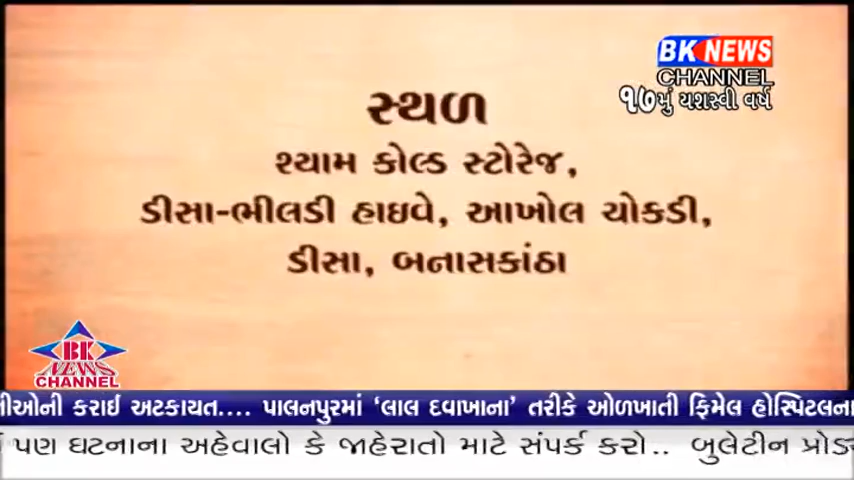 BK NEWS
CHANNEL
૧૭મું યશસ્વી વર્ષ
સ્થળ
શ્યામ કોલ્ડ સ્ટોરેજ,
ડીસા-ભીલડી હાઇવે, આખોલ ચોકડી,
ડીસા, બનાસકાંઠા
BK
NEWS
CHANNEL
કરાઈ અટકાયત.... પાલનપુરમાં 'લાલ દવાખાના' તરીકે ઓળખાતી ફિમેલ હોસ્પિટલના
પણ ઘટનાના અહેવાલો કે જાહેરાતો માટે સંપર્ક કરો.. બુલેટીન